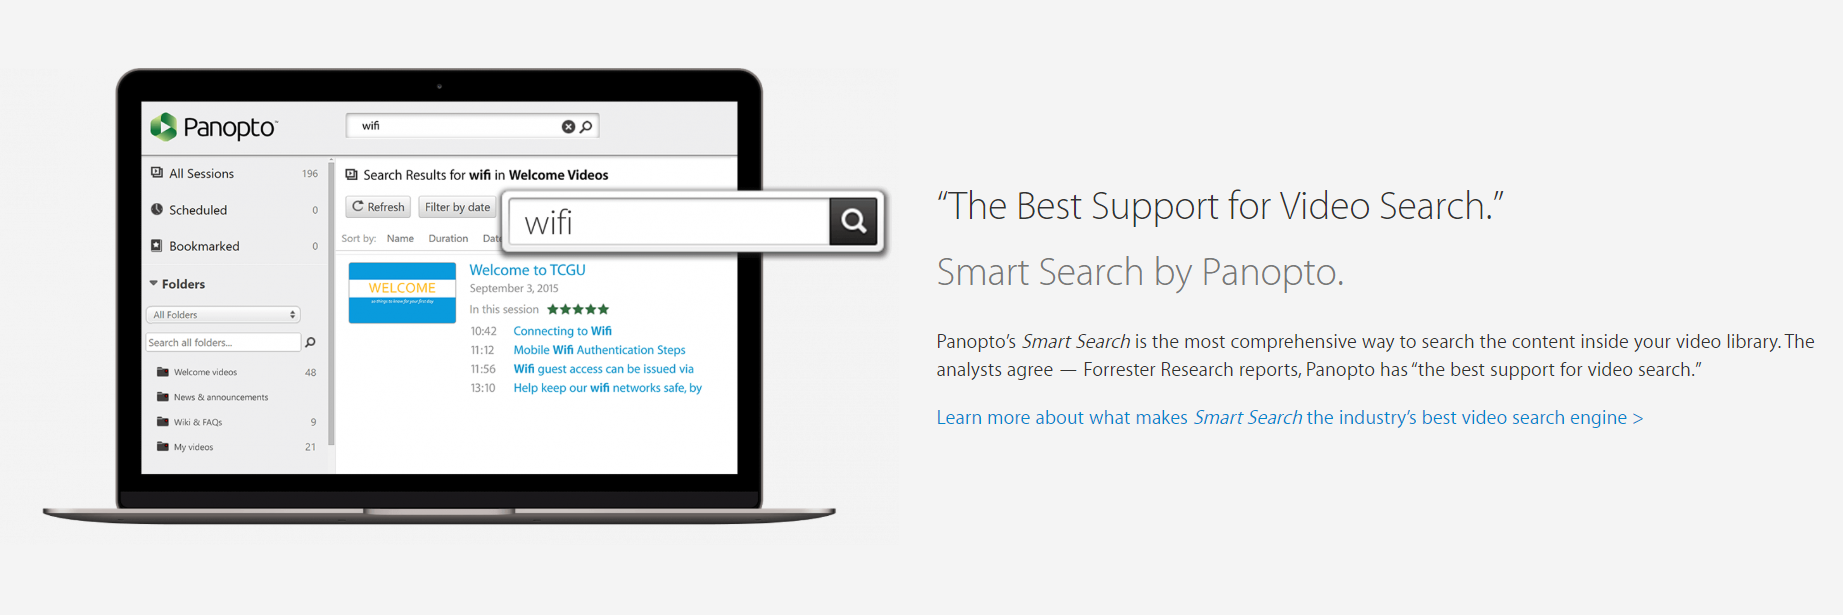 Panopto™
wifi
All Sessions 196
Scheduled 0
Bookmarked 0
Folders
All Folders
Search all folders...
Welcome videos 48
News & announcements
Wiki & FAQs 9
My videos 21
Search Results for wifi in Welcome Videos
Refresh Filter by date
wifi
Sort by: Name Duration
WELCOME
Welcome to TCGU
September 3, 2015
In this session ★★★★★
10:42 Connecting to Wifi
11:12 Mobile Wifi Authentication Steps
11:56 Wifi guest access can be issued via
13:10 Help keep our wifi networks safe, by
“The Best Support for Video Search.”
Smart Search by Panopto.
Panopto’s Smart Search is the most comprehensive way to search the content inside your video library. The
analysts agree — Forrester Research reports, Panopto has “the best support for video search.”
Learn more about what makes Smart Search the industry’s best video search engine >